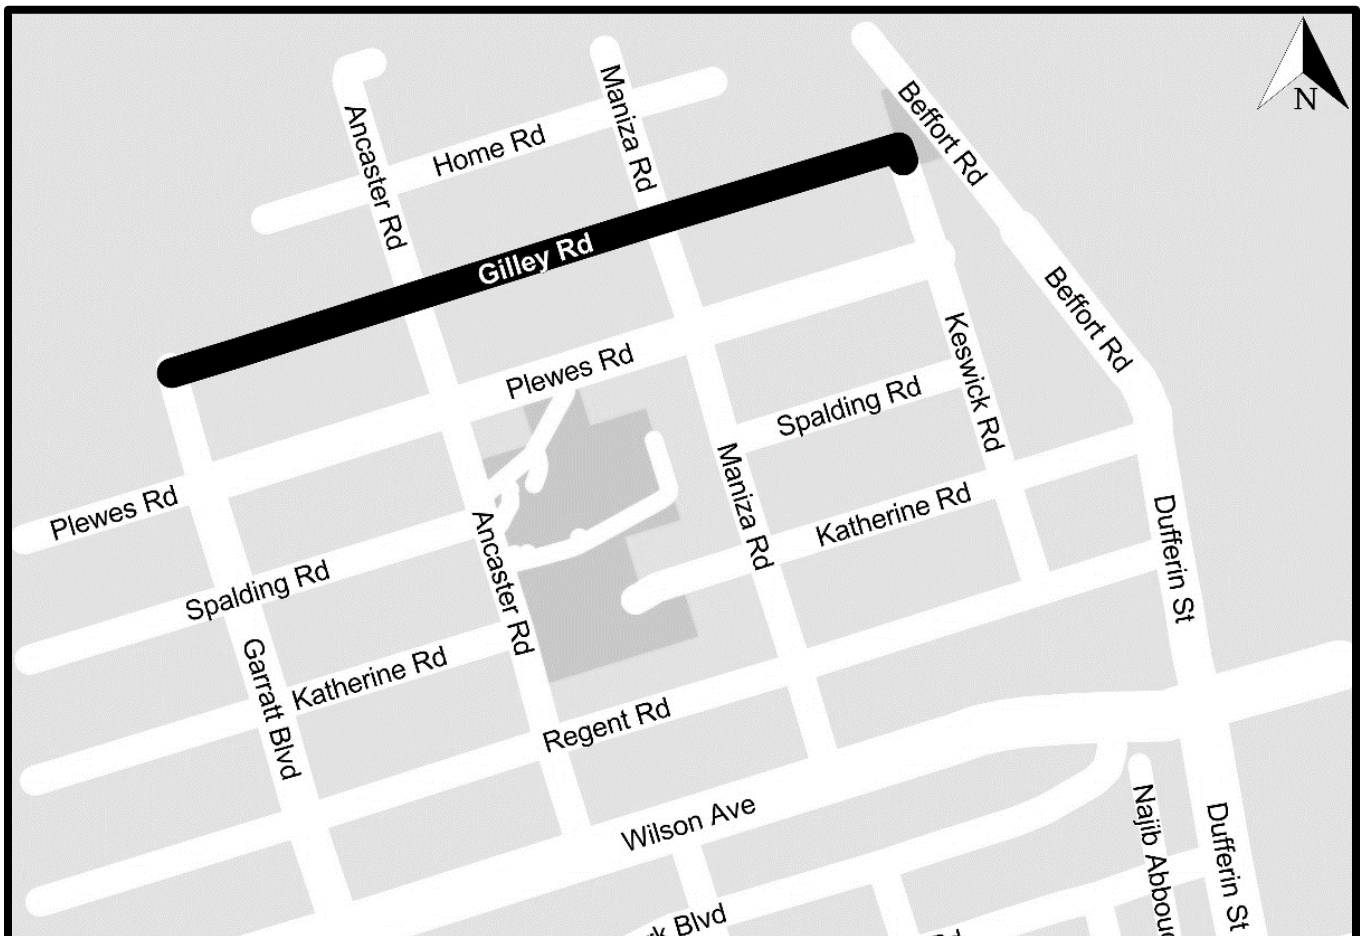 N
Ancaster Rd
Home Rd
Maniza Rd
Beffort Rd
Gilley Rd
Beffort Rd
Plewes Rd
Keswick Rd
Spalding Rd
Plewes Rd
Maniza Rd
Katherine Rd
Dufferin St
Spalding Rd
Ancaster Rd
Garratt Blvd
Katherine Rd
Regent Rd
Wilson Ave
Najib
Dufferin St
Blvd